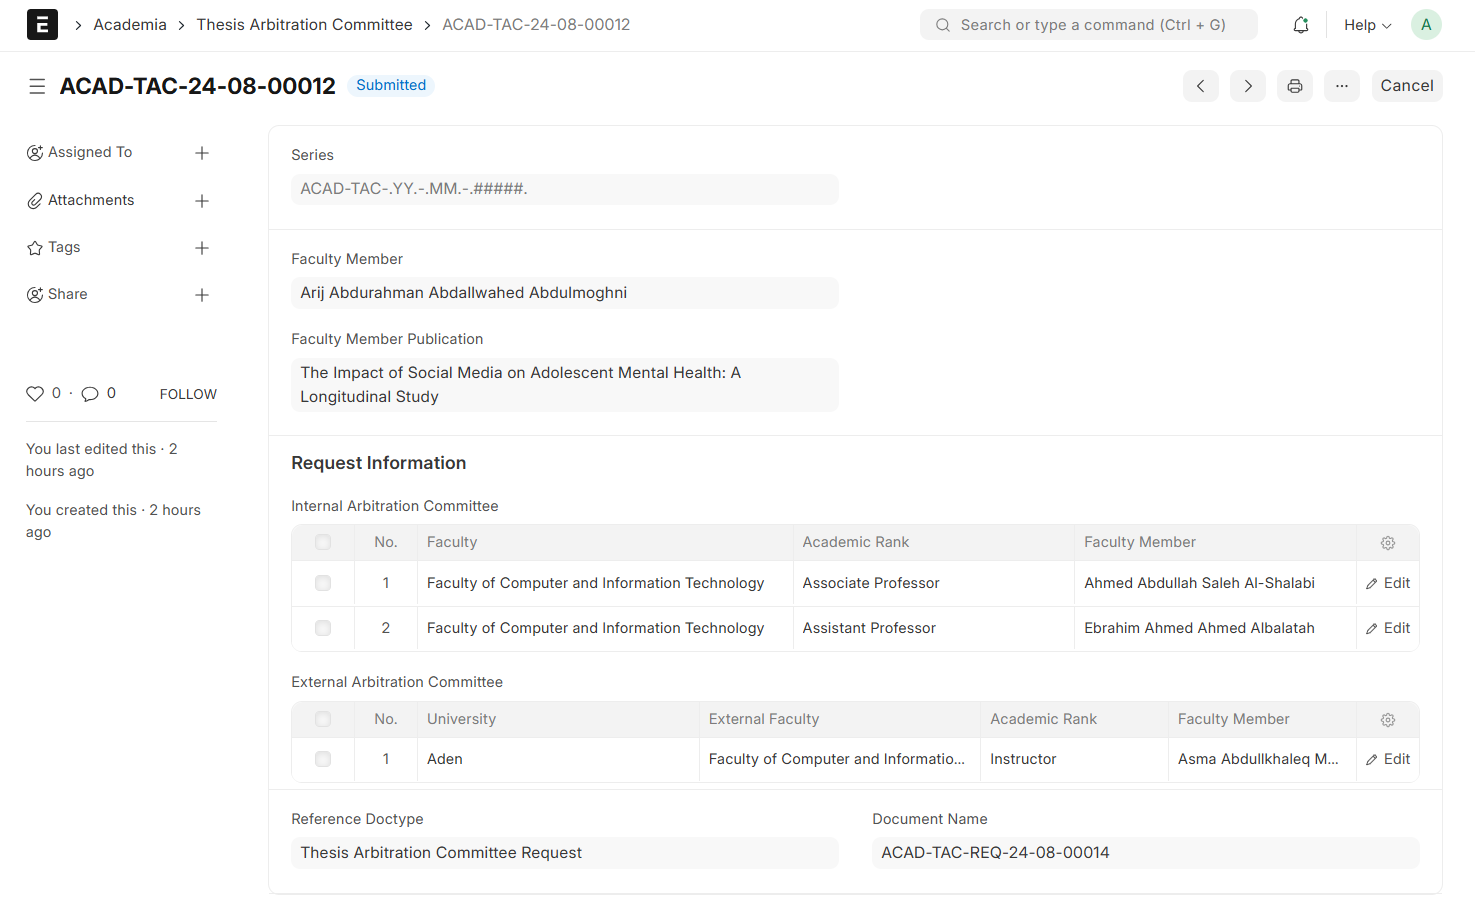 E
Academia
Thesis Arbitration Committee
ACAD-TAC-24-08-00012
Search or type a command (Ctrl + G)
Help
A
ACAD-TAC-24-08-00012
Submitted
Cancel
Assigned To
Attachments
Tags
Share
0 · 0
FOLLOW
You last edited this · 2
hours ago
You created this · 2 hours
ago
Series
ACAD-TAC-.YY.-.MM.-.#####.
Faculty Member
Arij Abdurahman Abdallwahed Abdulmoghni
Faculty Member Publication
The Impact of Social Media on Adolescent Mental Health: A
Longitudinal Study
Request Information
Internal Arbitration Committee
No. Faculty Academic Rank Faculty Member
1 Faculty of Computer and Information Technology Associate Professor Ahmed Abdullah Saleh Al-Shalabi Edit
2 Faculty of Computer and Information Technology Assistant Professor Ebrahim Ahmed Ahmed Albalatah Edit
External Arbitration Committee
No. University External Faculty Academic Rank Faculty Member
1 Aden Faculty of Computer and Informatio... Instructor Asma Abdullkhaleq M... Edit
Reference Doctype
Thesis Arbitration Committee Request
Document Name
ACAD-TAC-REQ-24-08-00014